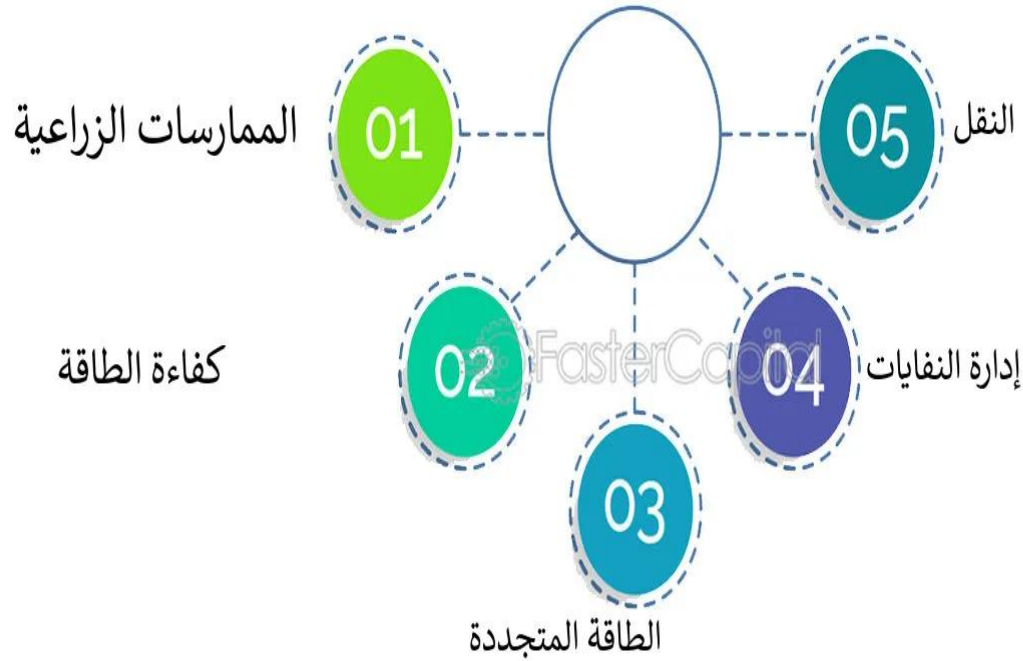 الممارسات الزراعية
01
كفاءة الطاقة
02
الطاقة المتجددة
03
إدارة النفايات
04
النقل
05
FasterCapital